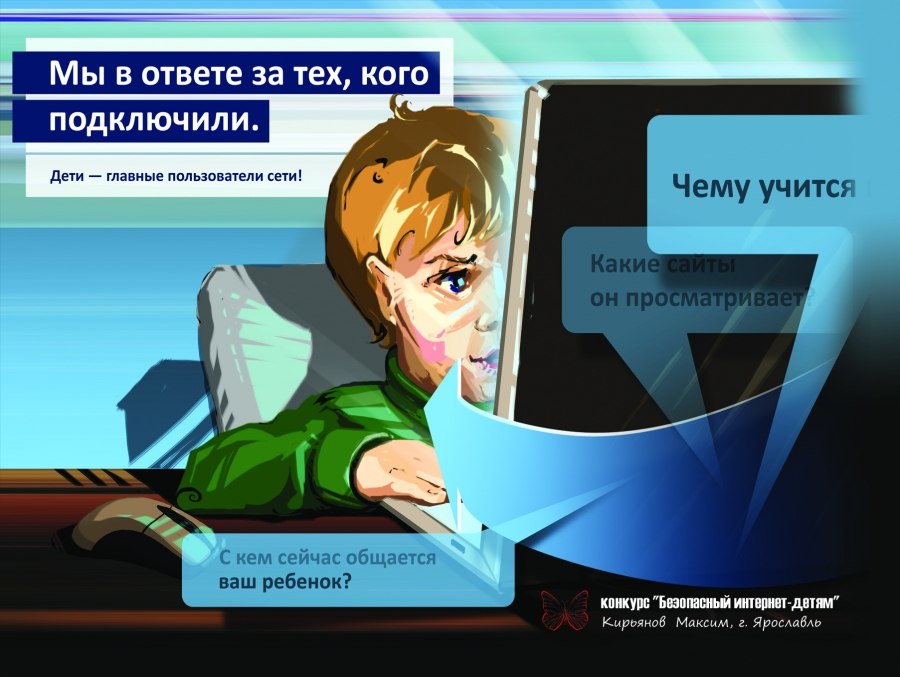 Мы в ответе за тех, кого
подключили.
Дети — главные пользователи сети!
Чему учится
Какие сайты
он просматривает?
С кем сейчас общается
ваш ребенок?
конкурс "Безопасный интернет-детям"
Кирьянов Максим, г. Ярославль